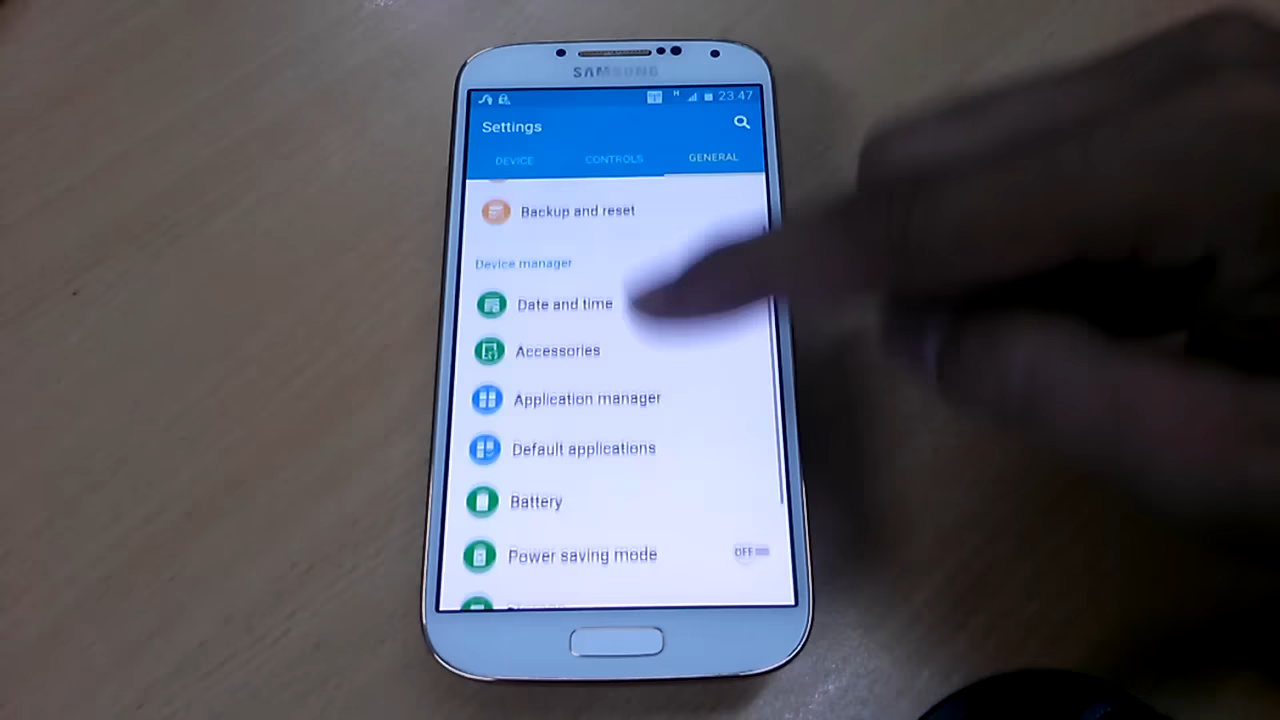 SAMSUNG
H 23.47
Settings
DEVICE CONTROLS GENERAL
Backup and reset
Device manager
Date and time
Accessories
Application manager
Default applications
Battery
Power saving mode OFF